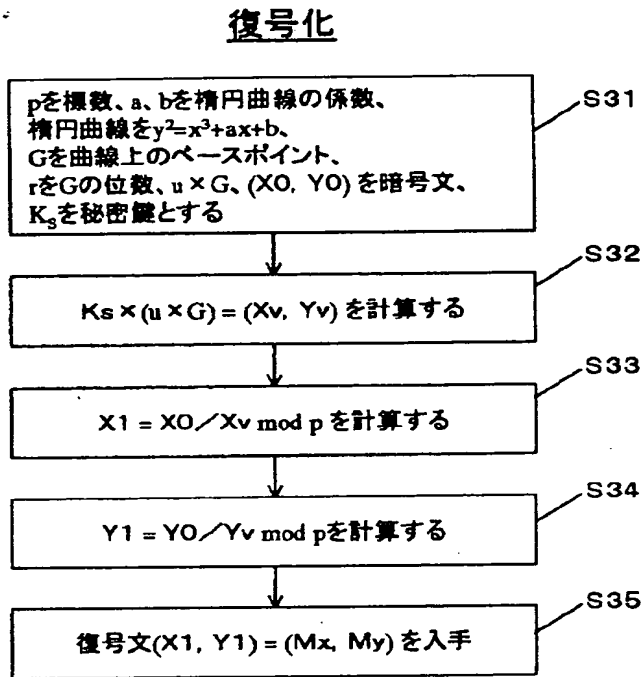 復号化
pを標数、a、bを楕円曲線の係数、
楕円曲線をy²=x³+ax+b、
Gを曲線上のベースポイント、
rをGの位数、u×G、(X0, Y0)を暗号文、
Ksを秘密鍵とする
S31
Ks×(u×G)=(Xv, Yv)を計算する
S32
X1 = X0／Xv mod p を計算する
S33
Y1 = Y0／Yv mod pを計算する
S34
復号文(X1, Y1)=(Mx, My)を入手
S35